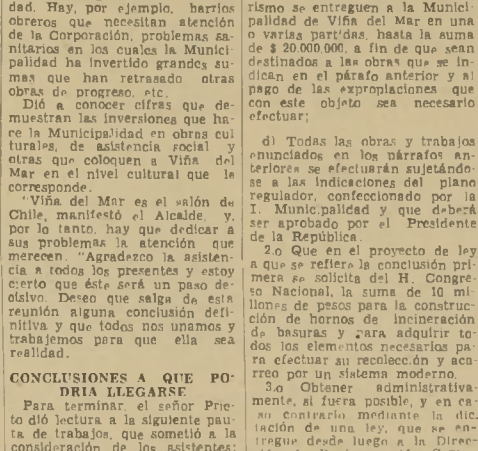 dad. Hay, por ejemplo, barrios
obreros que necesitan atención
de la Corporación, problemas sa-
nitarios en los cuales la Munici-
palidad ha invertido grandes su-
mas que han retrasado otras
obras de progreso, etc.
Dió a conocer cifras que de-
muestran las inversiones que ha-
re la Municipalidad en obras cul
turales, de asistencia social y
otras que coloquen a Viña del
Mar en el nivel cultural que le
corresponde.
"Viña del Mar es el salón de
Chile, manifestó el Alcalde, y,
por lo tanto, hay que dedicar a
sus problemas la atención que
merecen. "Agradezco la asisten-
cia a todos los presentes y estoy
cierto que éste será un paso de-
cisivo. Deseo que salga de esta
reunión alguna conclusión defi-
nitiva y que todos nos unamos y
trabajemos para que ella sea
realidad.
CONCLUSIONES A QUE PO-
DRIA LLEGARSE
Para terminar, el señor Prie-
to dió lectura a la siguiente pau-
ta de trabajos, que sometió a la
consideración de los asistentes:
rismo se entreguen a la Munici-
palidad de Viña del Mar en una
o varias partidas, hasta la suma
de $ 20.000.000, a fin de que sean
destinados a las obras que se in-
dican en el párafo anterior y al
pago de las expropiaciones que
con este objeto sea necesario
efectuar;
d) Todas las obras y trabajos
enunciados en los párrafos an-
teriores se efectuarán sujetándo-
se a las indicaciones del plano
regulador, confeccionado por la
I. Munic.palidad y que deberá
ser aprobado por el Presidente
de la República.
2.o Que en el proyecto de ley
a que se refiere la conclusión pri-
mera se solicita del H. Congre-
so Nacional, la suma de 10 mi-
llones de pesos para la construc-
ción de hornos de incineración
de basuras y para adquirir to-
dos los elementos necesarios pa-
ra efectuar su recolecc.ón y aca-
rreo por un sistema moderno.
3.o Obtener administrativa-
mente, si fuera posible, y en ca-
so contrario mediante la dic-
tación de una ley, que se en-
tregue desde luego a la Direc-